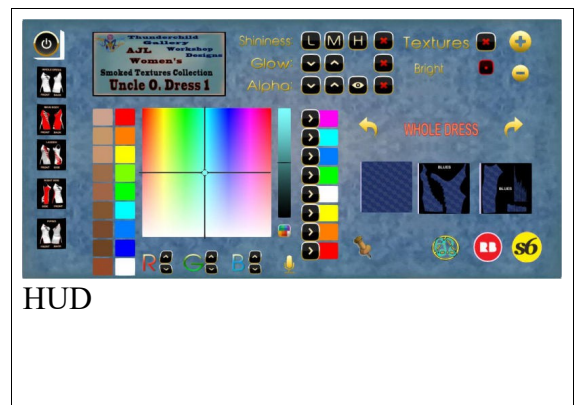 Thunderchild
Gallery
AJL Workshop
Women's Designs
Smoked Textures Collection
Uncle O. Dress 1
Shininess L M H
Glow
Alpha
Textures
Bright
WHOLE DRESS
BLUES
BLUES
R G B
RB
s6
HUD